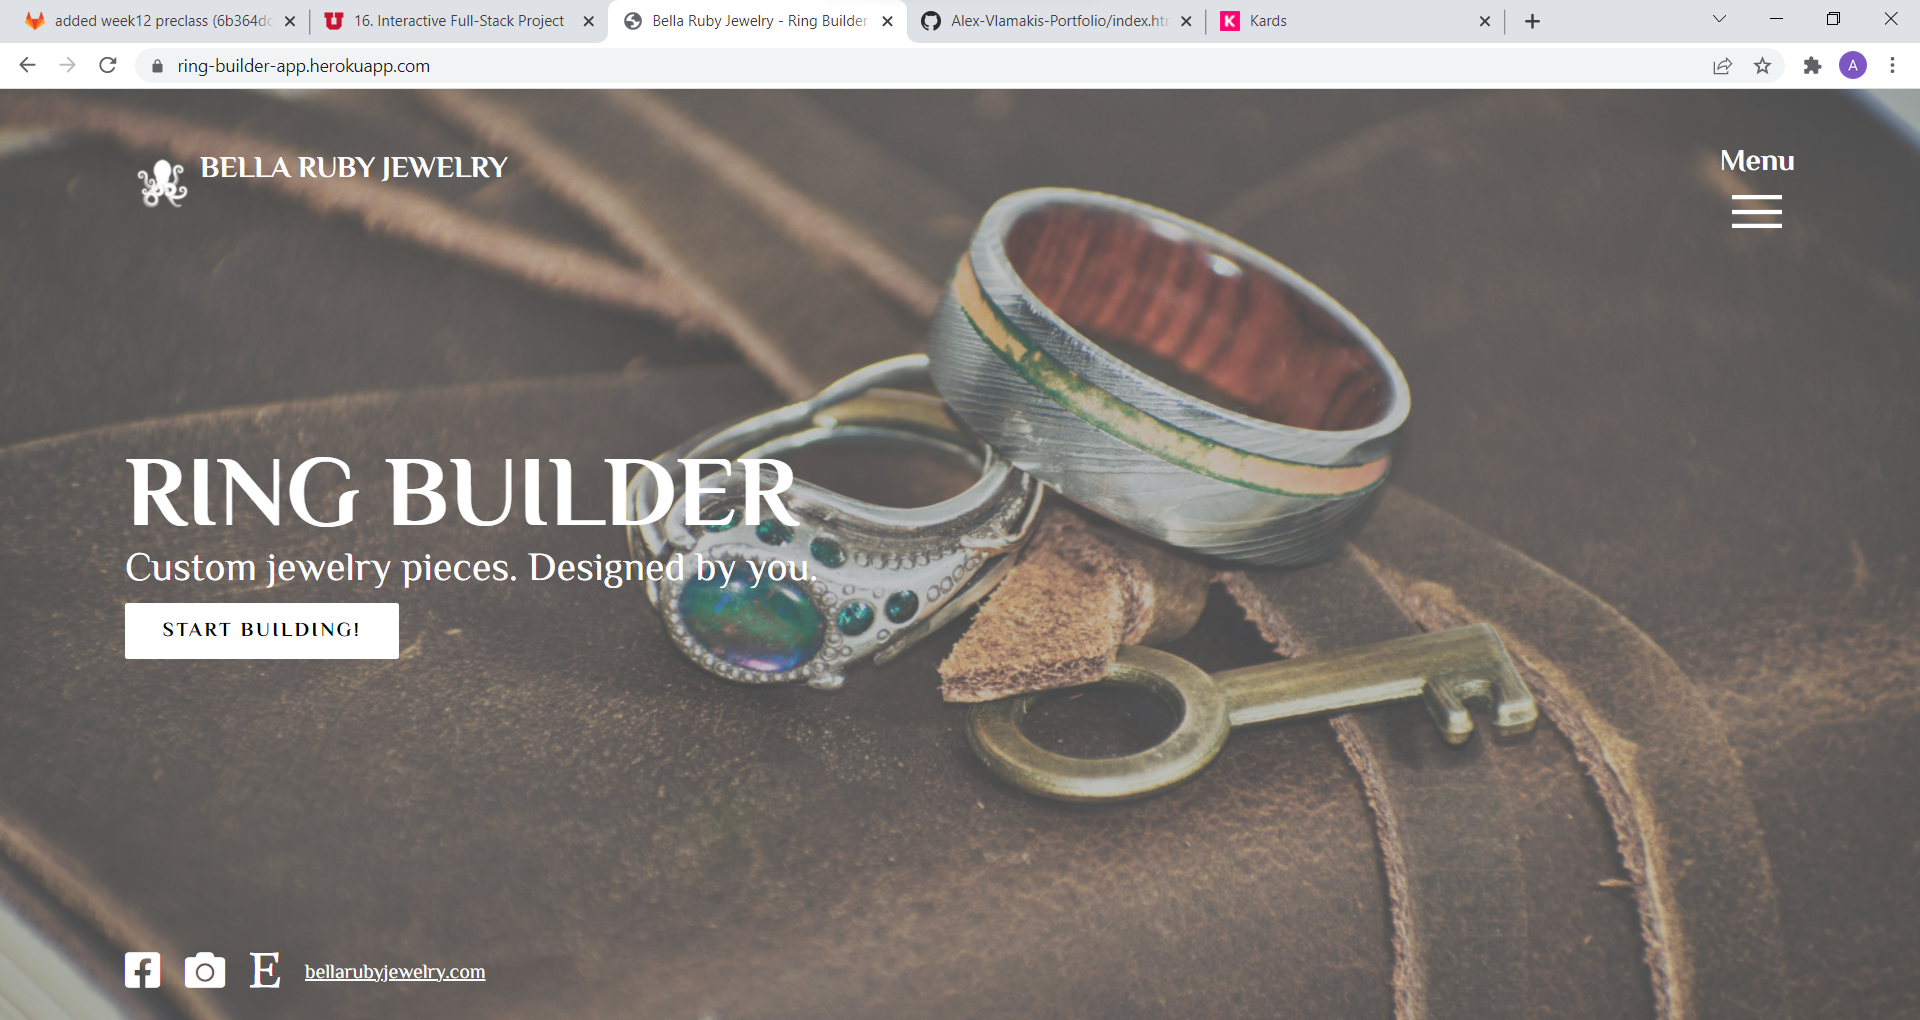 added week12 preclass (6b364dc
16. Interactive Full-Stack Project
Bella Ruby Jewelry - Ring Builder
Alex-Vlamakis-Portfolio/index.htm
K
Kards
ring-builder-app.herokuapp.com
A
BELLA RUBY JEWELRY
Menu
RING BUILDER
Custom jewelry pieces. Designed by you.
START BUILDING!
E
bellarubyjewelry.com